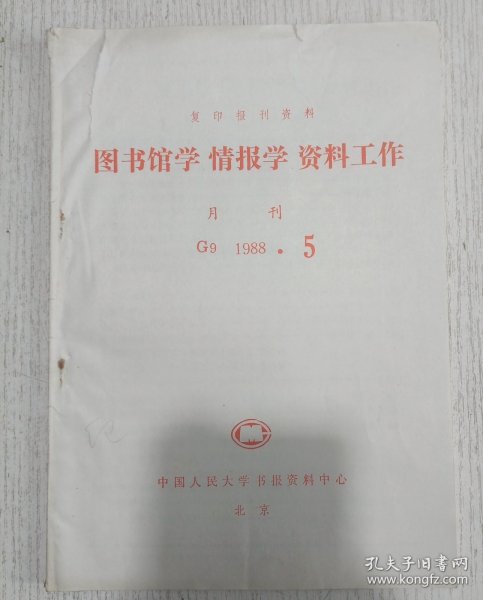 复印报刊资料
图书馆学 情报学 资料工作
月 刊
G9 1988 . 5
中国人民大学书报资料中心
北京
孔夫子旧书网
www.kongfz.com